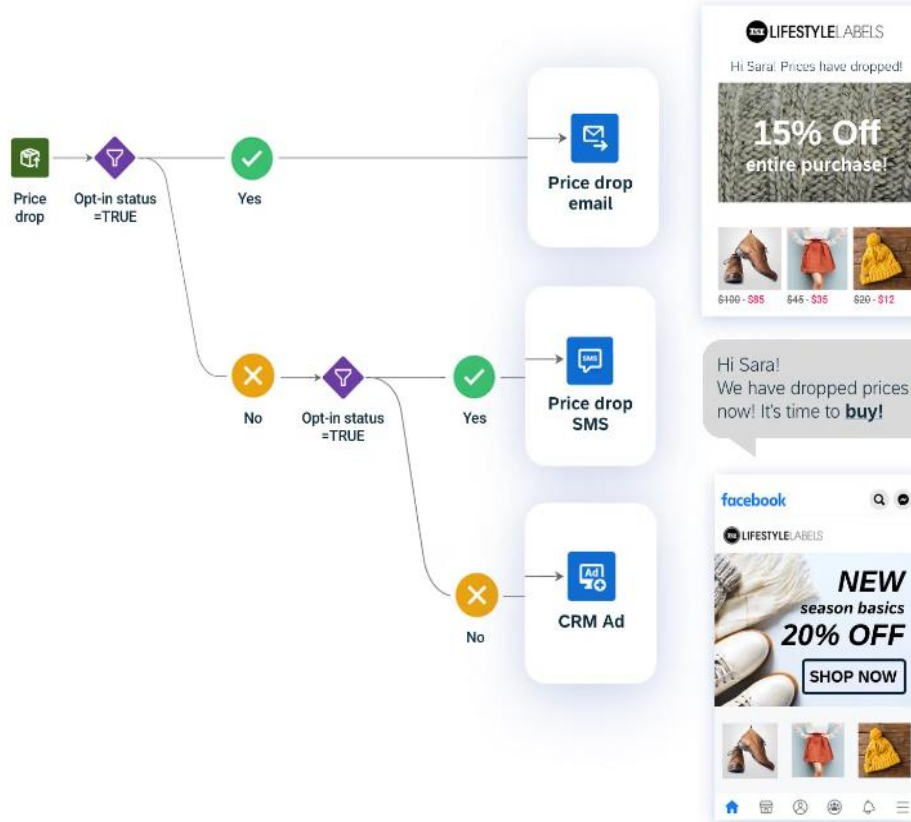 LIFESTYLELABELS
Hi Sara! Prices have dropped!
15% Off
entire purchase!
$100 - $85
$45 - $35
$20 - $12
Price
drop
Opt-in status
=TRUE
Yes
Price drop
email
No
Opt-in status
=TRUE
Yes
SMS
Price drop
SMS
Hi Sara!
We have dropped prices
now! It's time to buy!
No
Ad
CRM Ad
facebook
LIFESTYLELABELS
NEW
season basics
20% OFF
SHOP NOW